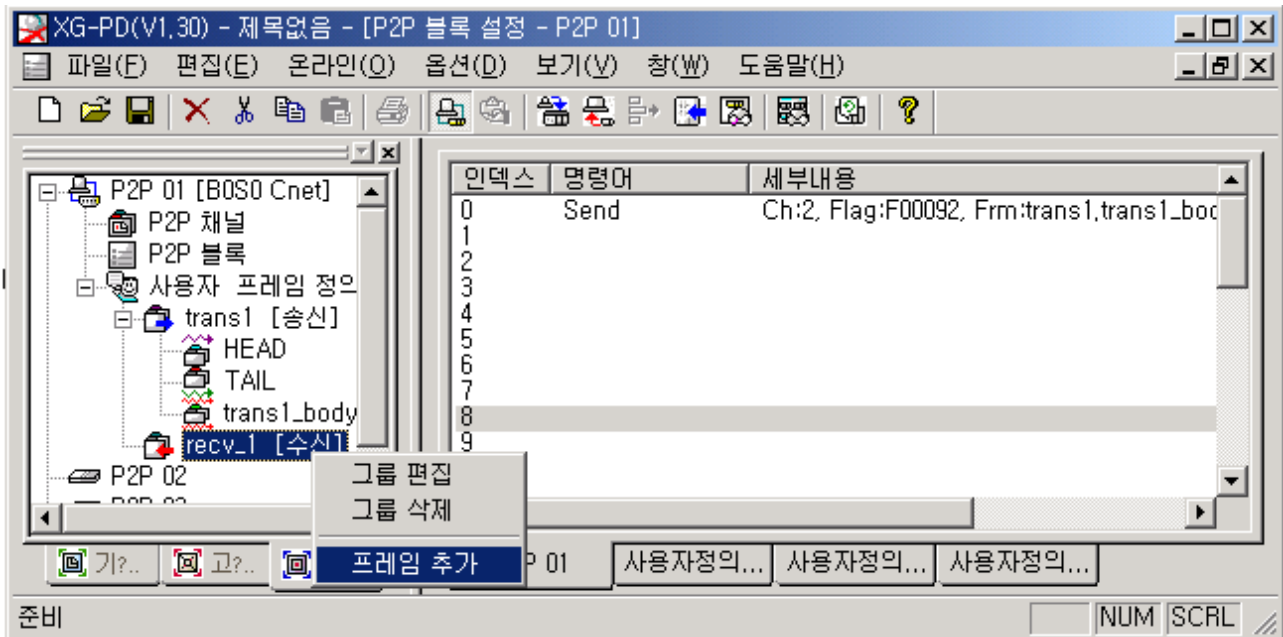 XG-PD(V1,30) - 제목없음 - [P2P 블록 설정 - P2P 01]
파일(F) 편집(E) 온라인(O) 옵션(D) 보기(V) 창(W) 도움말(H)
P2P 01 [B0S0 Cnet]
P2P 채널
P2P 블록
사용자 프레임 정의
trans1 [송신]
HEAD
TAIL
trans1_body
recv_1 [수신]
P2P 02
인덱스 명령어 세부내용
0 Send Ch:2, Flag:F00092, Frm:trans1,trans1_bod
1
2
3
4
5
6
7
8
9
그룹 편집
그룹 삭제
프레임 추가
기?.. 고?.. P 01 사용자정의... 사용자정의... 사용자정의...
준비 NUM SCRL